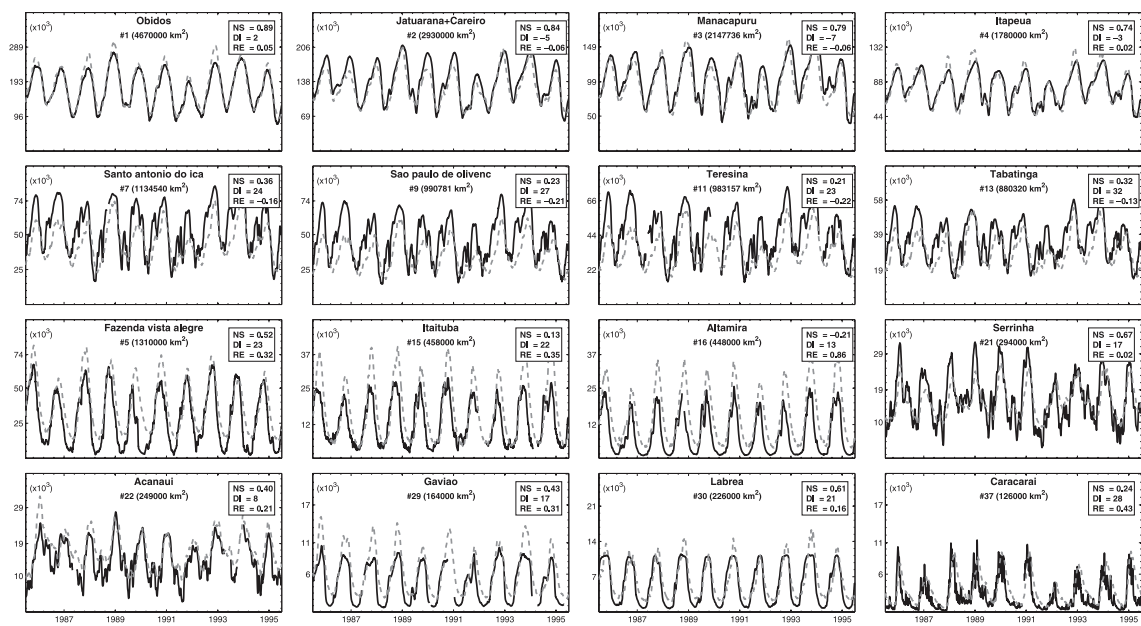 Obidos
#1 (4670000 km²)
(x10³)
NS = 0.89
DI = 2
RE = 0.05
289
193
96
Jatuarana+Careiro
#2 (2930000 km²)
(x10³)
NS = 0.84
DI = −5
RE = −0.06
206
138
69
Manacapuru
#3 (2147736 km²)
(x10³)
NS = 0.79
DI = −7
RE = −0.06
149
99
50
Itapeua
#4 (1780000 km²)
(x10³)
NS = 0.74
DI = −3
RE = 0.02
132
88
44
Santo antonio do ica
#7 (1134540 km²)
(x10³)
NS = 0.36
DI = 24
RE = −0.16
74
50
25
Sao paulo de olivenc
#9 (990781 km²)
(x10³)
NS = 0.23
DI = 27
RE = −0.21
74
50
25
Teresina
#11 (983157 km²)
(x10³)
NS = 0.21
DI = 23
RE = −0.22
66
44
22
Tabatinga
#13 (880320 km²)
(x10³)
NS = 0.32
DI = 32
RE = −0.13
58
39
19
Fazenda vista alegre
#5 (1310000 km²)
(x10³)
NS = 0.52
DI = 23
RE = 0.32
74
50
25
Itaituba
#15 (458000 km²)
(x10³)
NS = 0.13
DI = 22
RE = 0.35
37
25
12
Altamira
#16 (448000 km²)
(x10³)
NS = −0.21
DI = 13
RE = 0.86
37
25
12
Serrinha
#21 (294000 km²)
(x10³)
NS = 0.67
DI = 17
RE = 0.02
29
19
10
Acanaui
#22 (249000 km²)
(x10³)
NS = 0.40
DI = 8
RE = 0.21
29
19
10
1987 1989 1991 1993 1995
Gaviao
#29 (164000 km²)
(x10³)
NS = 0.43
DI = 17
RE = 0.31
17
11
6
1987 1989 1991 1993 1995
Labrea
#30 (226000 km²)
(x10³)
NS = 0.61
DI = 21
RE = 0.16
21
14
7
1987 1989 1991 1993 1995
Caracarai
#37 (126000 km²)
(x10³)
NS = 0.24
DI = 28
RE = 0.43
17
11
6
1987 1989 1991 1993 1995